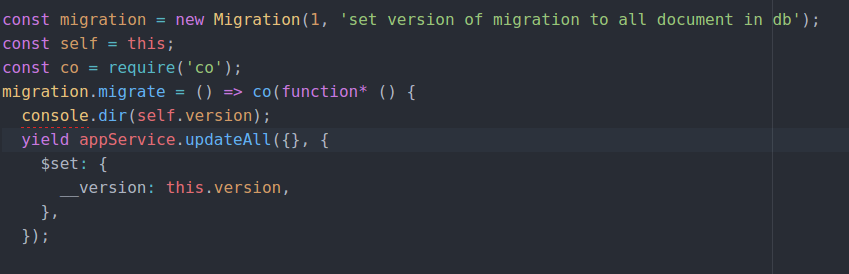 const migration = new Migration(1, 'set version of migration to all document in db');
const self = this;
const co = require('co');
migration.migrate = () => co(function* () {
  console.dir(self.version);
  yield appService.updateAll({}, {
    $set: {
      __version: this.version,
    },
  });